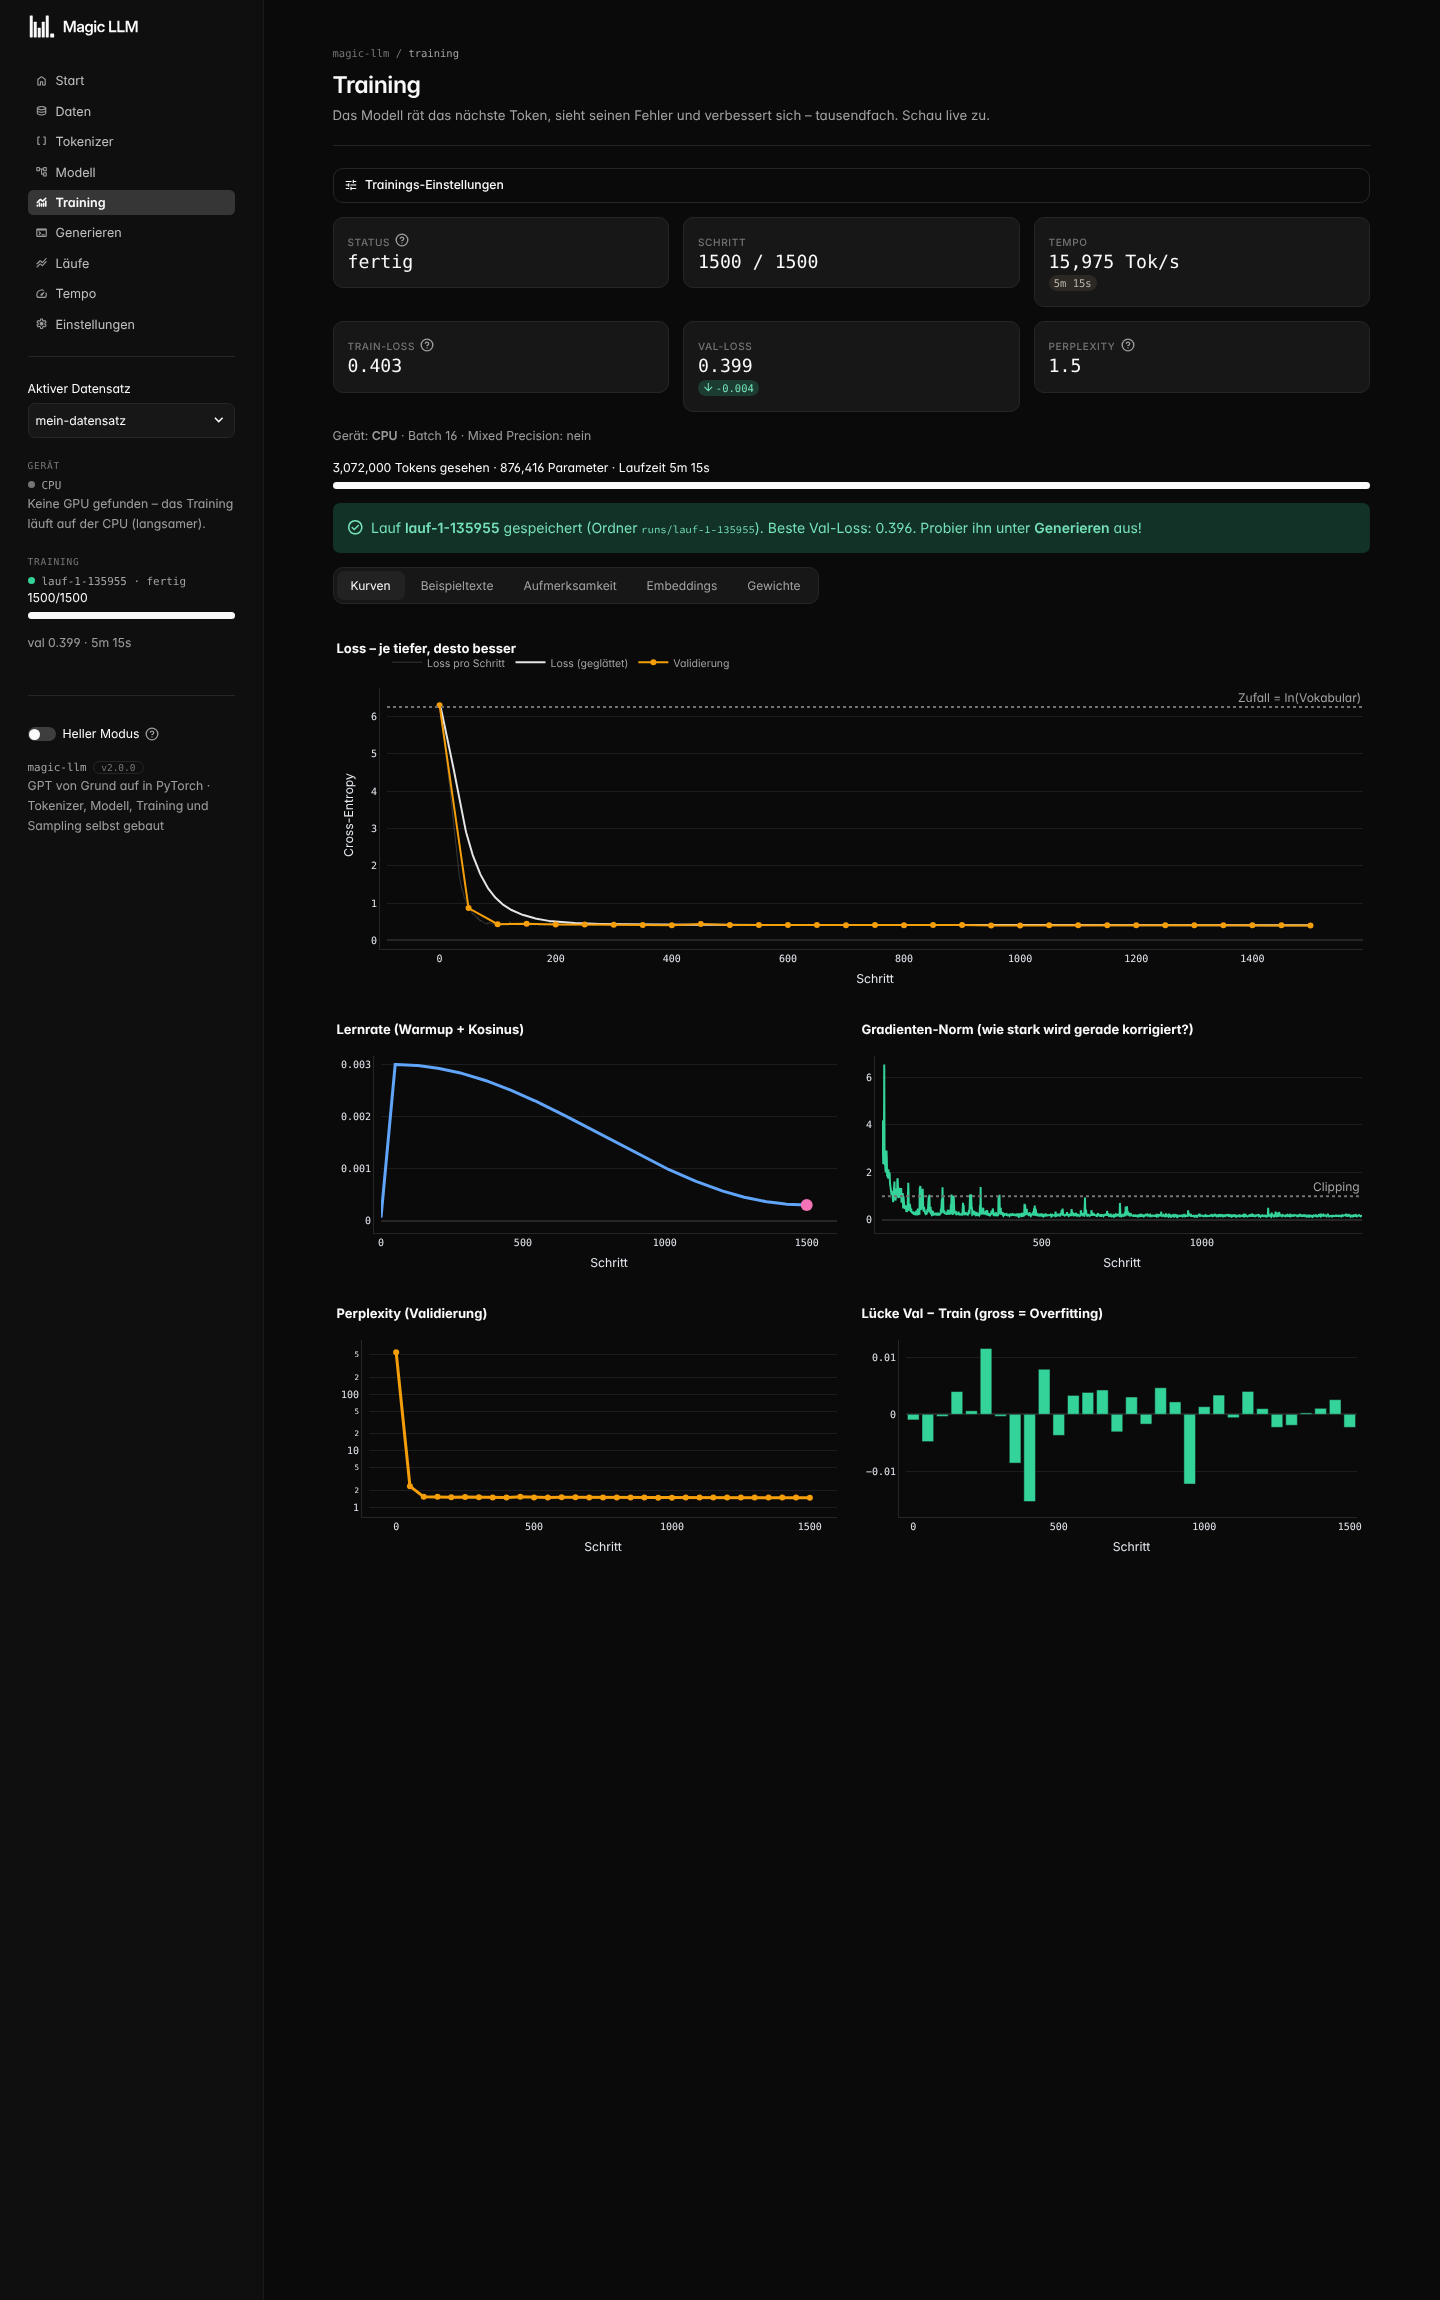 Magic LLM
Start
Daten
Tokenizer
Modell
Training
Generieren
Läufe
Tempo
Einstellungen
Aktiver Datensatz
mein-datensatz
GERÄT
CPU
Keine GPU gefunden – das Training
läuft auf der CPU (langsamer).
TRAINING
lauf-1-135955 · fertig
1500/1500
val 0.399 · 5m 15s
Heller Modus
magic-llm v2.0.0
GPT von Grund auf in PyTorch ·
Tokenizer, Modell, Training und
Sampling selbst gebaut
magic-llm / training
Training
Das Modell rät das nächste Token, sieht seinen Fehler und verbessert sich – tausendfach. Schau live zu.
Trainings-Einstellungen
STATUS
fertig
SCHRITT
1500 / 1500
TEMPO
15,975 Tok/s
5m 15s
TRAIN-LOSS
0.403
VAL-LOSS
0.399
-0.004
PERPLEXITY
1.5
Gerät: CPU · Batch 16 · Mixed Precision: nein
3,072,000 Tokens gesehen · 876,416 Parameter · Laufzeit 5m 15s
Lauf lauf-1-135955 gespeichert (Ordner runs/lauf-1-135955). Beste Val-Loss: 0.396. Probier ihn unter Generieren aus!
Kurven Beispieltexte Aufmerksamkeit Embeddings Gewichte
Loss – je tiefer, desto besser
Loss pro Schritt Loss (geglättet) Validierung
Zufall = ln(Vokabular)
6
5
4
3
2
1
0
Cross-Entropy
0 200 400 600 800 1000 1200 1400
Schritt
Lernrate (Warmup + Kosinus)
0.003
0.002
0.001
0
0 500 1000 1500
Schritt
Gradienten-Norm (wie stark wird gerade korrigiert?)
6
4
2
0
Clipping
500 1000
Schritt
Perplexity (Validierung)
5
2
100
5
2
10
5
2
1
0 500 1000 1500
Schritt
Lücke Val − Train (gross = Overfitting)
0.01
0
−0.01
0 500 1000 1500
Schritt